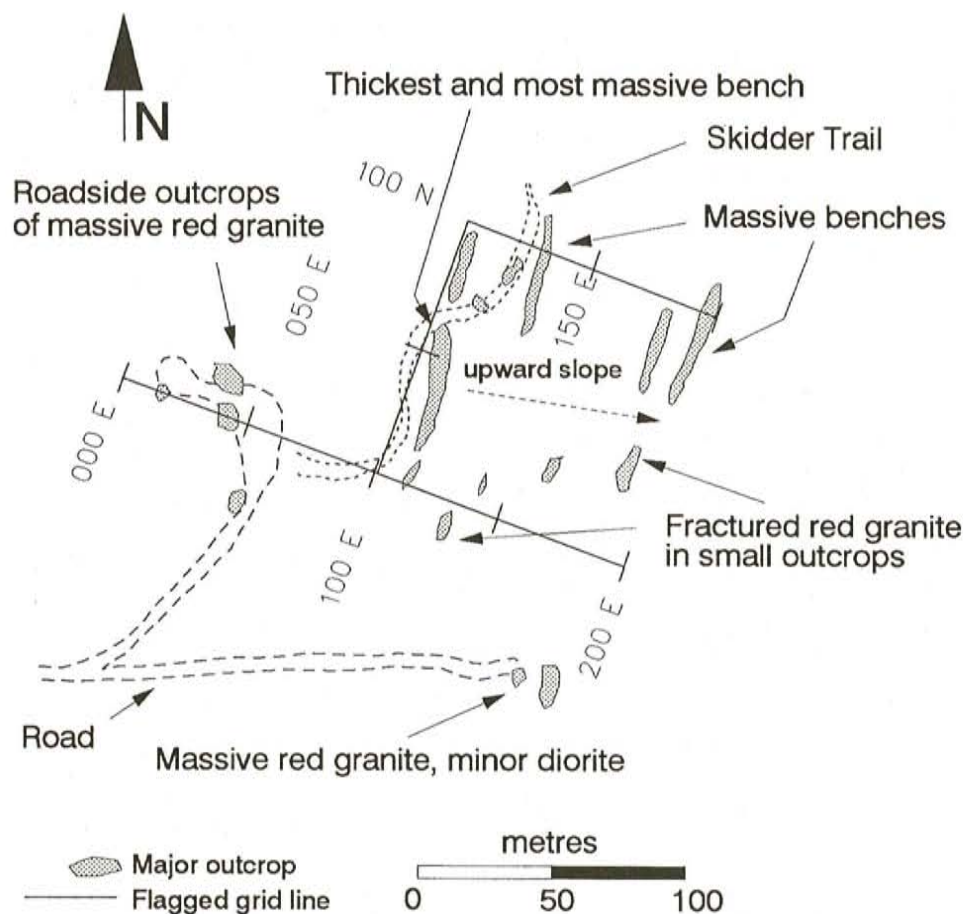 N
Thickest and most massive bench
Skidder Trail
100 N
Roadside outcrops
of massive red granite
Massive benches
050 E
150 E
upward slope
000 E
100 E
Fractured red granite
in small outcrops
200 E
Road
Massive red granite, minor diorite
Major outcrop
Flagged grid line
metres
0 50 100